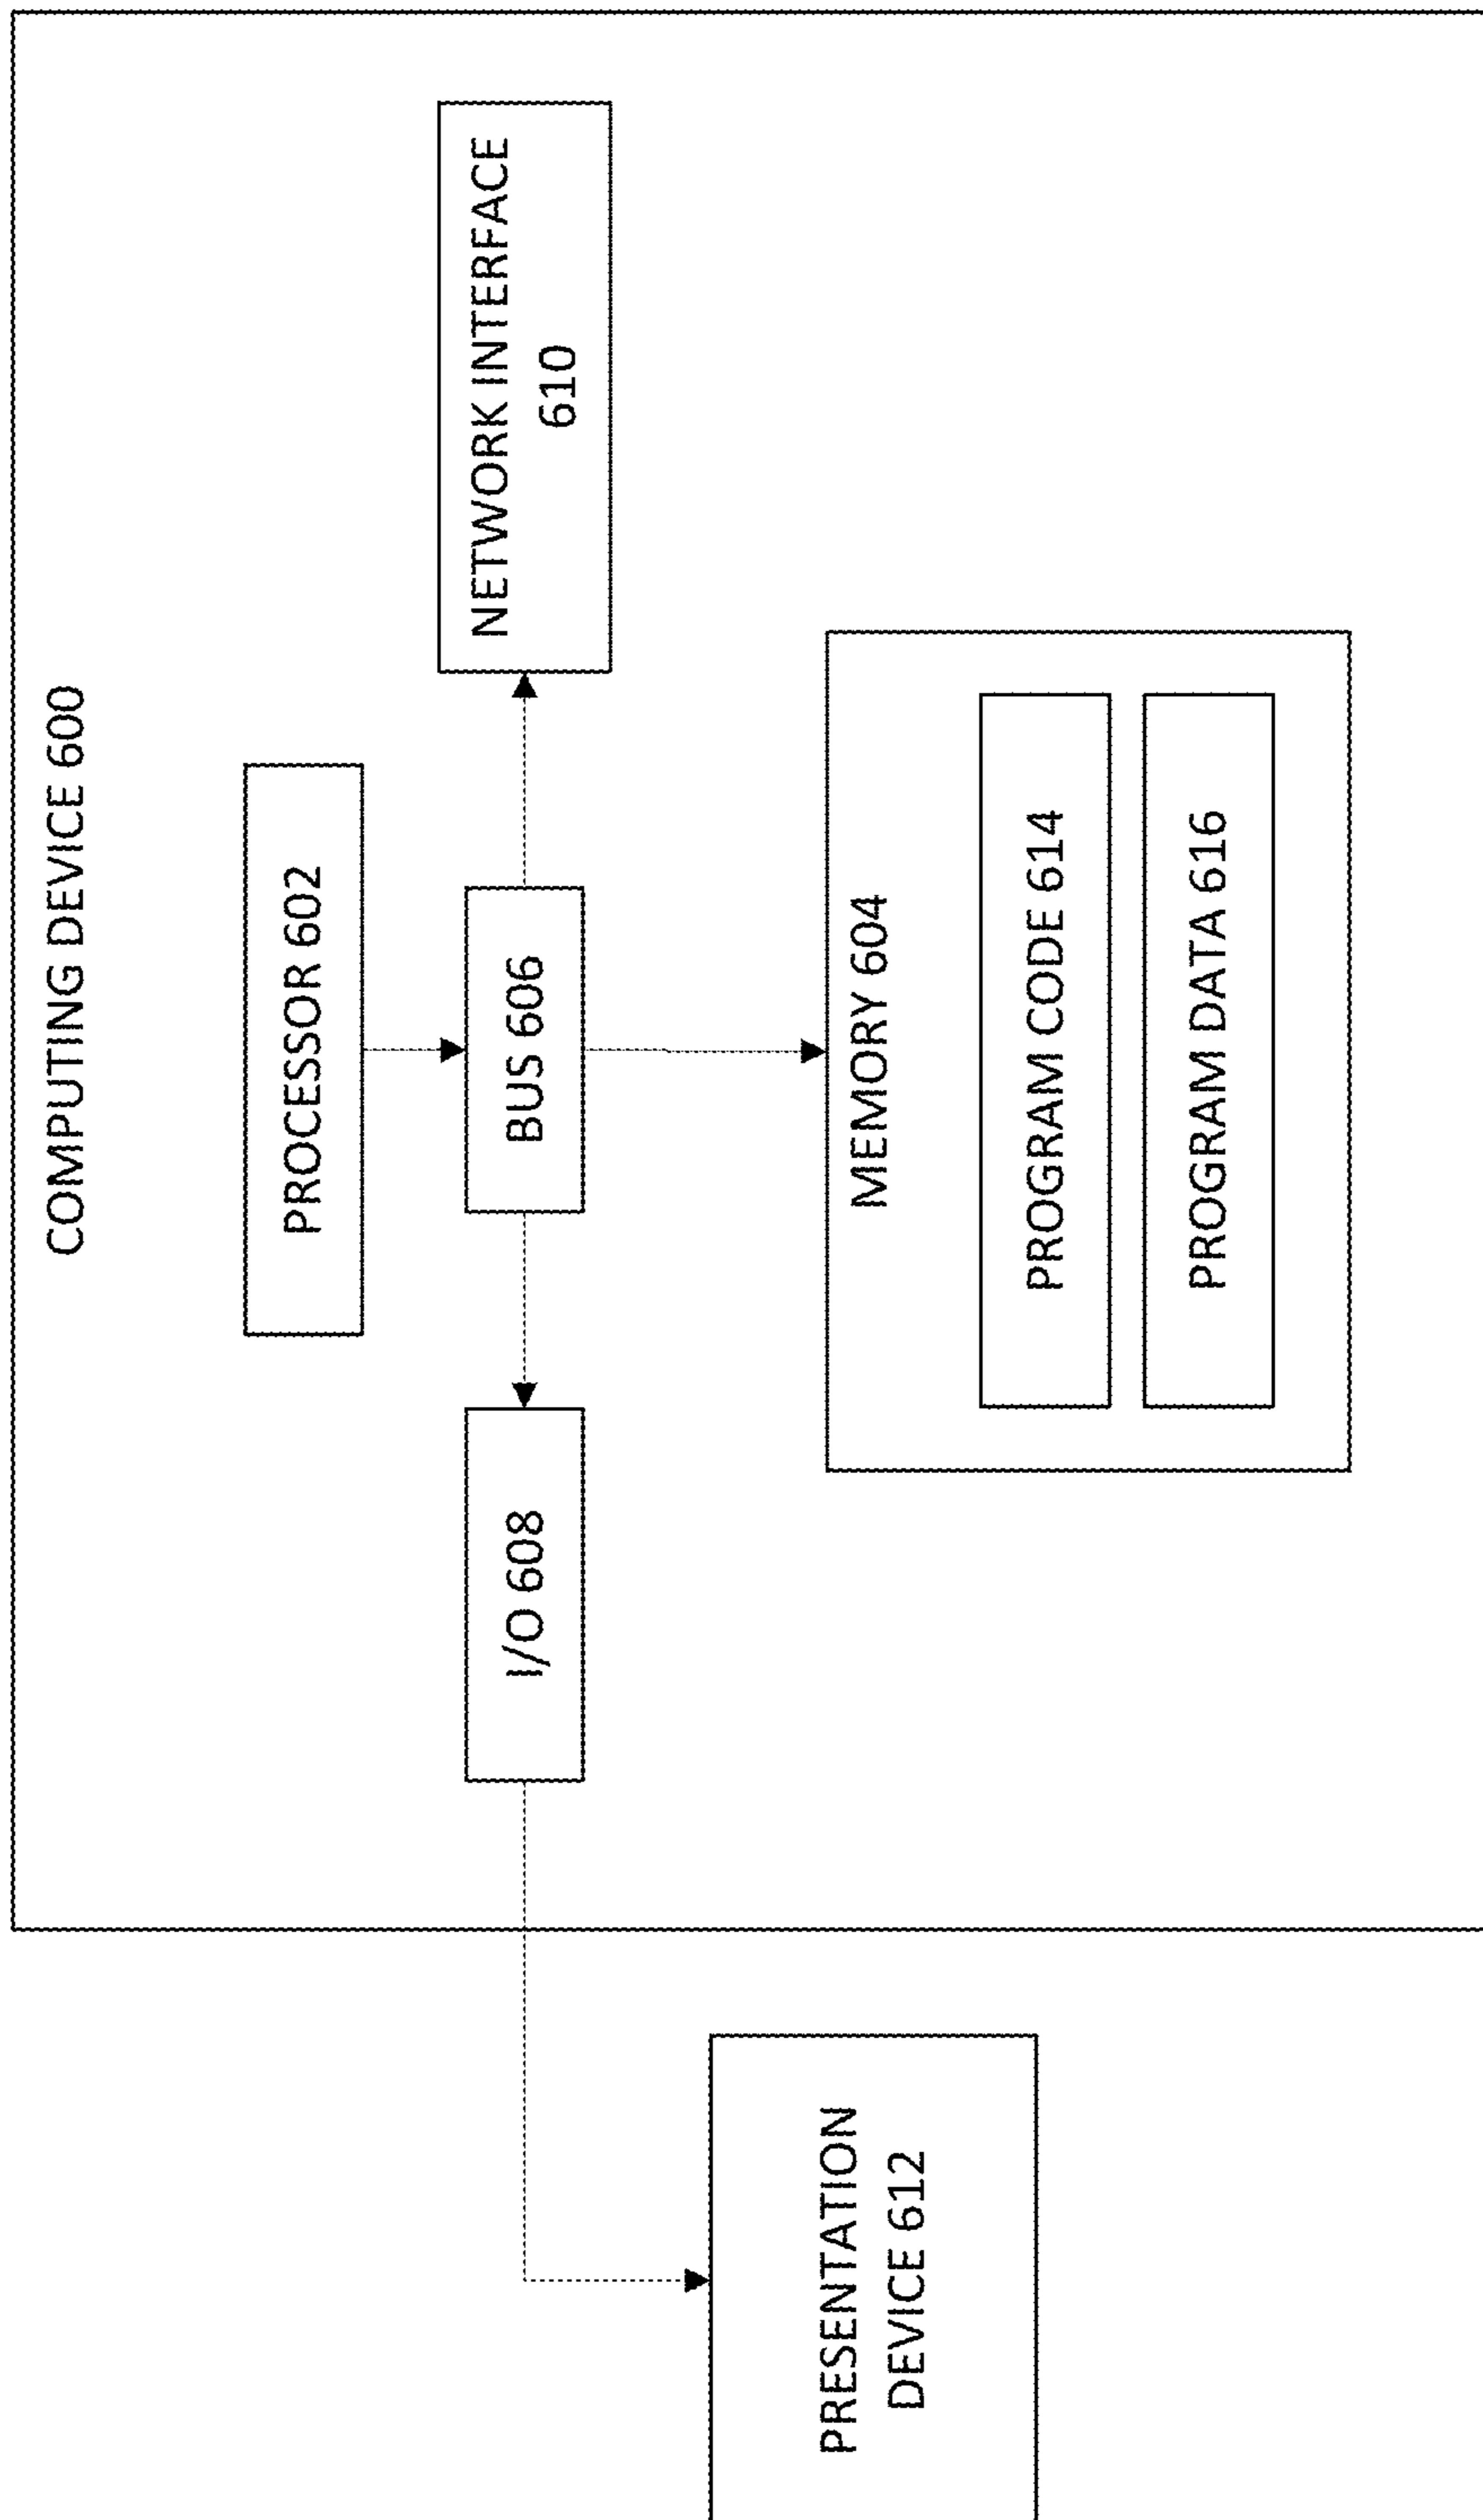 COMPUTING DEVICE 600
PROCESSOR 602
I/O 608
BUS 606
NETWORK INTERFACE
610
PRESENTATION
DEVICE 612
MEMORY 604
PROGRAM CODE 614
PROGRAM DATA 616